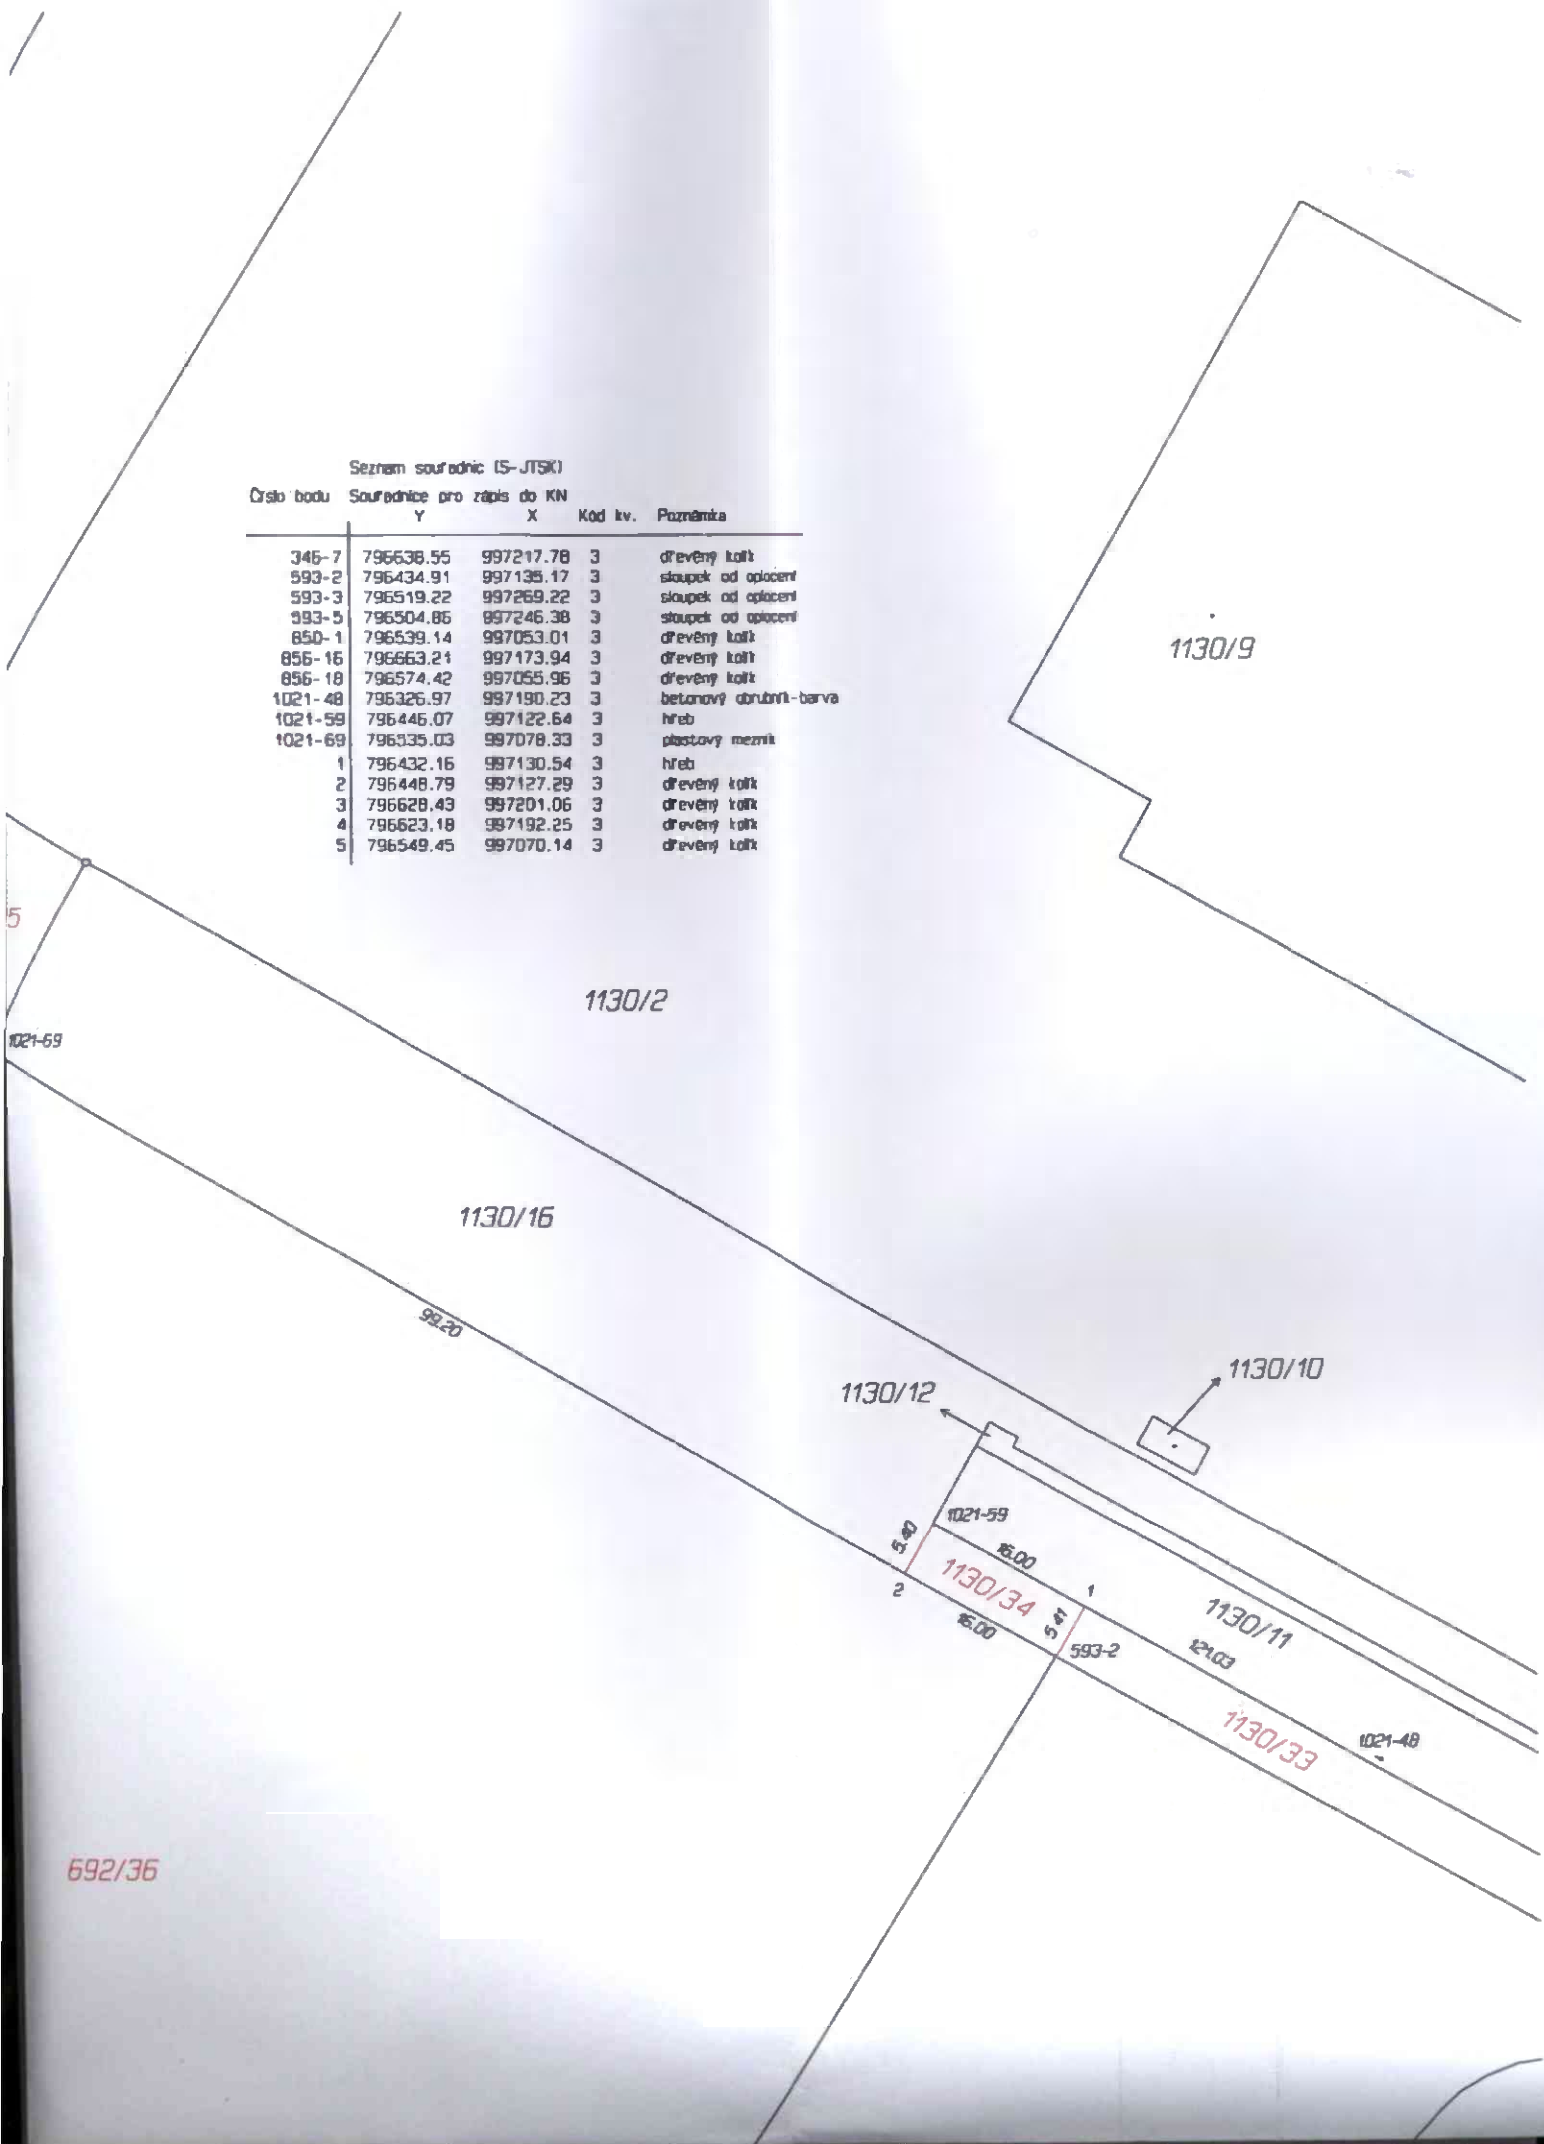 Seznam souřadnic (S-JTSK)
Číslo bodu Souřadnice pro zápis do KN
Y X Kód kv. Poznámka
346-7 796638.55 997217.78 3 dřevěný kolík
593-2 796434.91 997135.17 3 sloupek od oplocení
593-3 796519.22 997269.22 3 sloupek od oplocení
593-5 796504.86 997246.38 3 sloupek od oplocení
850-1 796539.14 997053.01 3 dřevěný kolík
856-16 796663.21 997173.94 3 dřevěný kolík
856-18 796574.42 997055.96 3 dřevěný kolík
1021-48 796326.97 997190.23 3 betonový obrubník-barva
1021-59 796446.07 997122.64 3 hřeb
1021-69 796535.03 997078.33 3 plastový mezník
1 796432.16 997130.54 3 hřeb
2 796448.79 997127.29 3 dřevěný kolík
3 796628.43 997201.06 3 dřevěný kolík
4 796623.18 997192.25 3 dřevěný kolík
5 796549.45 997070.14 3 dřevěný kolík
1130/9
5
1130/2
1021-69
1130/16
99.20
1130/10
1130/12
1021-59
5.40
16.00
1130/34
1
2
16.00
5.41
593-2
1130/11
121.03
1130/33
1021-48
692/36